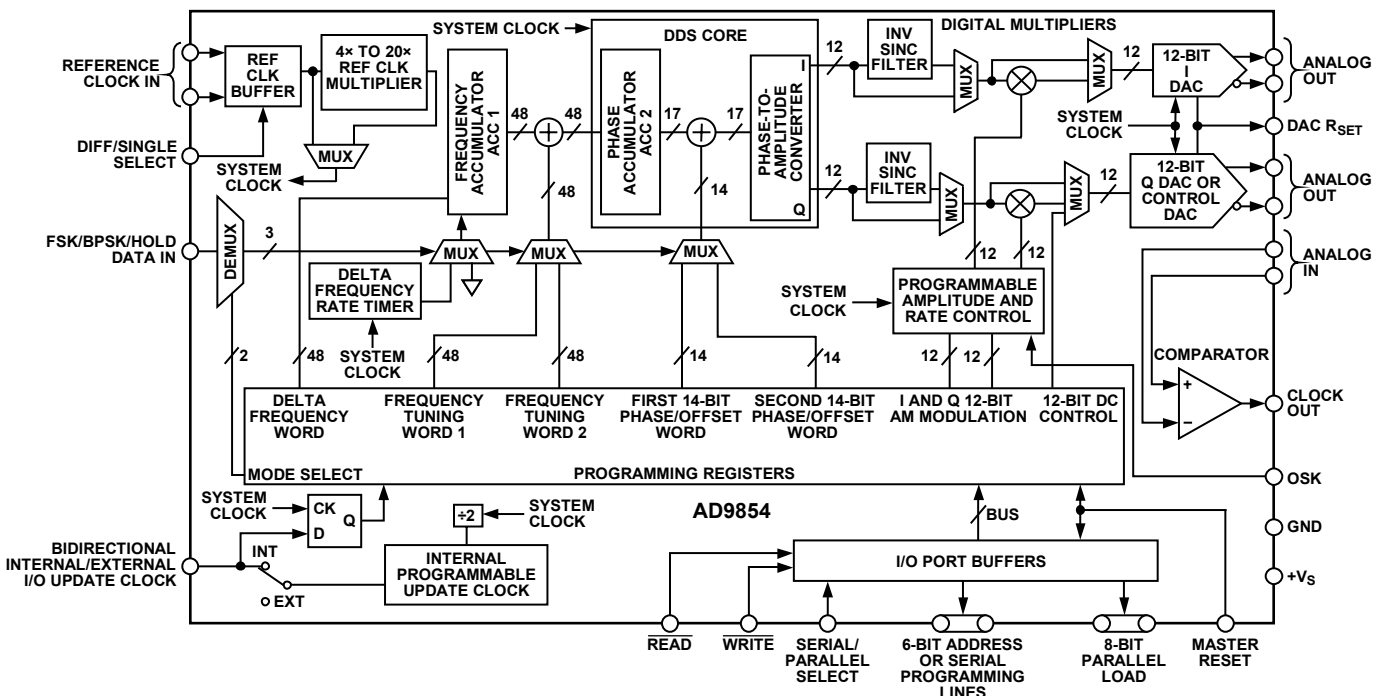 SYSTEM CLOCK
DIGITAL MULTIPLIERS
DDS CORE
REFERENCE
CLOCK IN
REF
CLK
BUFFER
4× TO 20×
REF CLK
MULTIPLIER
MUX
SYSTEM
CLOCK
DIFF/SINGLE
SELECT
FREQUENCY
ACCUMULATOR
ACC 1
48
48
PHASE
ACCUMULATOR
ACC 2
17
17
PHASE-TO-
AMPLITUDE
CONVERTER
I
Q
48
14
12
INV
SINC
FILTER
MUX
MUX
12
12-BIT
I
DAC
ANALOG
OUT
SYSTEM
CLOCK
DAC RSET
12
INV
SINC
FILTER
MUX
MUX
12
12-BIT
Q DAC OR
CONTROL
DAC
ANALOG
OUT
FSK/BPSK/HOLD
DATA IN
DEMUX
3
MUX
MUX
MUX
DELTA
FREQUENCY
RATE TIMER
SYSTEM
CLOCK
12
12
SYSTEM
CLOCK
PROGRAMMABLE
AMPLITUDE AND
RATE CONTROL
ANALOG
IN
2
48
48
48
14
14
12
12
COMPARATOR
+
−
CLOCK
OUT
DELTA
FREQUENCY
WORD
FREQUENCY
TUNING
WORD 1
FREQUENCY
TUNING
WORD 2
FIRST 14-BIT
PHASE/OFFSET
WORD
SECOND 14-BIT
PHASE/OFFSET
WORD
I AND Q 12-BIT
AM MODULATION
12-BIT DC
CONTROL
MODE SELECT
PROGRAMMING REGISTERS
OSK
SYSTEM
CLOCK
CK
D
Q
÷2
SYSTEM
CLOCK
AD9854
BUS
GND
BIDIRECTIONAL
INTERNAL/EXTERNAL
I/O UPDATE CLOCK
INT
EXT
INTERNAL
PROGRAMMABLE
UPDATE CLOCK
I/O PORT BUFFERS
+VS
READ
WRITE
SERIAL/
PARALLEL
SELECT
6-BIT ADDRESS
OR SERIAL
PROGRAMMING
LINES
8-BIT
PARALLEL
LOAD
MASTER
RESET